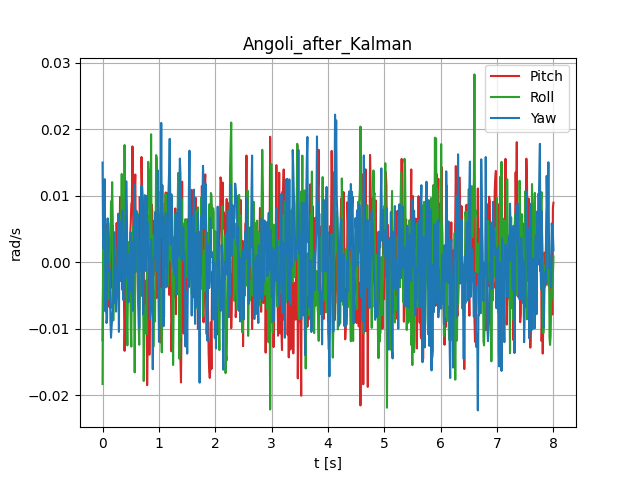 Angoli_after_Kalman
0.03
0.02
0.01
0.00
−0.01
−0.02
rad/s
Pitch
Roll
Yaw
0 1 2 3 4 5 6 7 8
t [s]